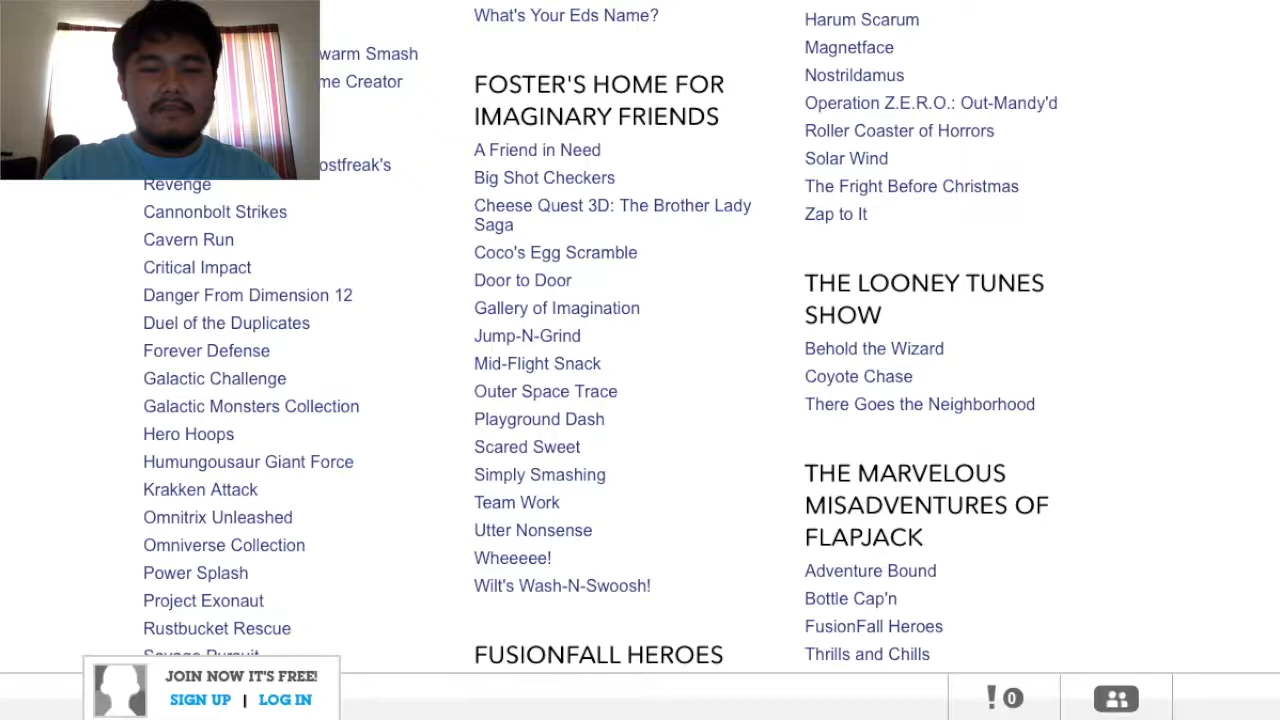 warm Smash
me Creator
ostfreak's
Revenge
Cannonbolt Strikes
Cavern Run
Critical Impact
Danger From Dimension 12
Duel of the Duplicates
Forever Defense
Galactic Challenge
Galactic Monsters Collection
Hero Hoops
Humungousaur Giant Force
Krakken Attack
Omnitrix Unleashed
Omniverse Collection
Power Splash
Project Exonaut
Rustbucket Rescue
Savage Pursuit
What's Your Eds Name?
FOSTER'S HOME FOR
IMAGINARY FRIENDS
A Friend in Need
Big Shot Checkers
Cheese Quest 3D: The Brother Lady
Saga
Coco's Egg Scramble
Door to Door
Gallery of Imagination
Jump-N-Grind
Mid-Flight Snack
Outer Space Trace
Playground Dash
Scared Sweet
Simply Smashing
Team Work
Utter Nonsense
Wheeeee!
Wilt's Wash-N-Swoosh!
FUSIONFALL HEROES
Harum Scarum
Magnetface
Nostrildamus
Operation Z.E.R.O.: Out-Mandy'd
Roller Coaster of Horrors
Solar Wind
The Fright Before Christmas
Zap to It
THE LOONEY TUNES
SHOW
Behold the Wizard
Coyote Chase
There Goes the Neighborhood
THE MARVELOUS
MISADVENTURES OF
FLAPJACK
Adventure Bound
Bottle Cap'n
FusionFall Heroes
Thrills and Chills
JOIN NOW IT'S FREE!
SIGN UP | LOG IN
! 0